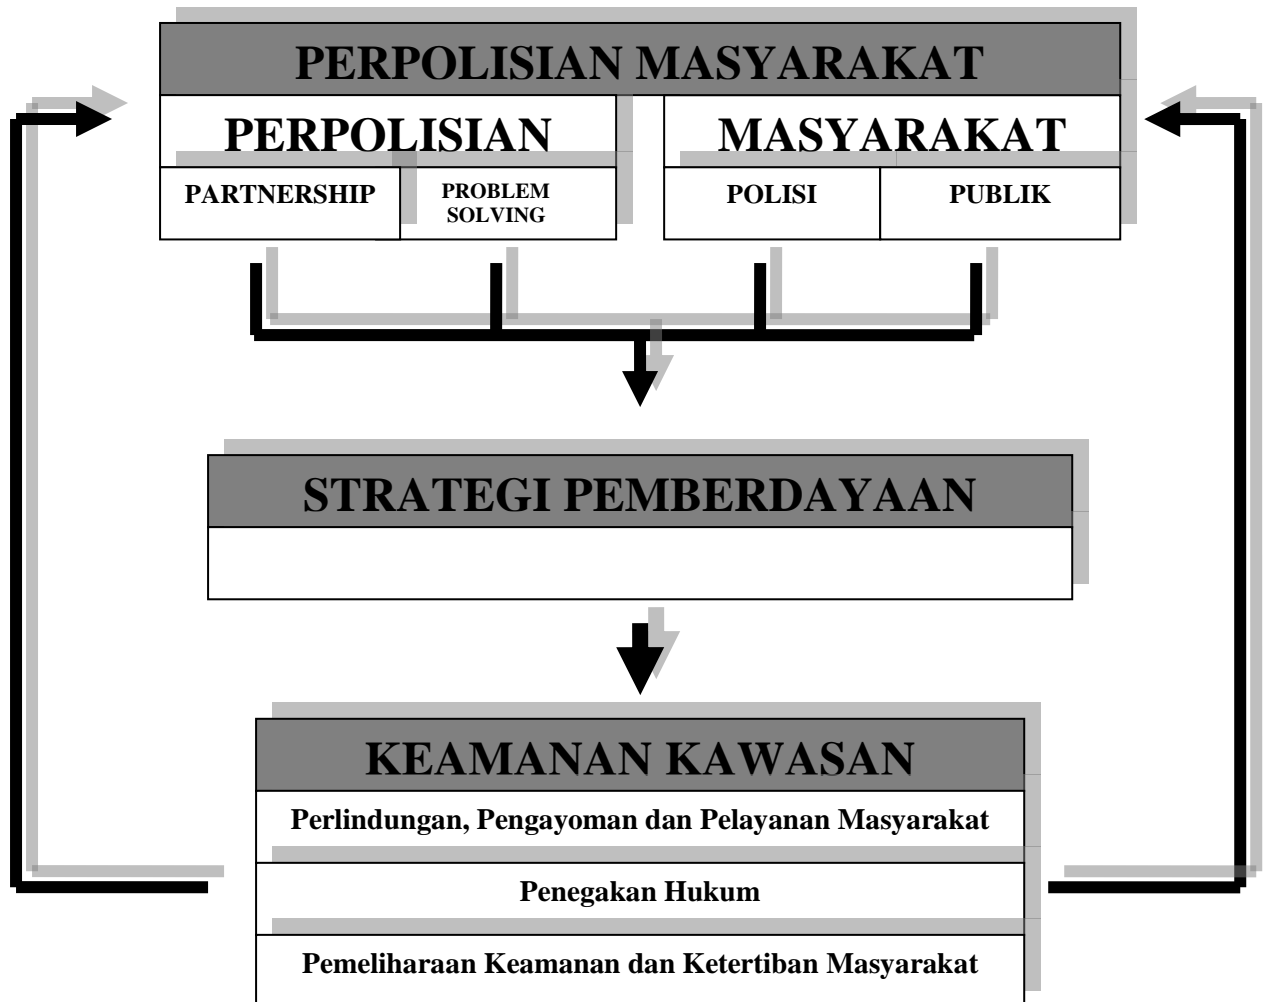 PERPOLISIAN MASYARAKAT
PERPOLISIAN
MASYARAKAT
PARTNERSHIP
PROBLEM
SOLVING
POLISI
PUBLIK
STRATEGI PEMBERDAYAAN
KEAMANAN KAWASAN
Perlindungan, Pengayoman dan Pelayanan Masyarakat
Penegakan Hukum
Pemeliharaan Keamanan dan Ketertiban Masyarakat